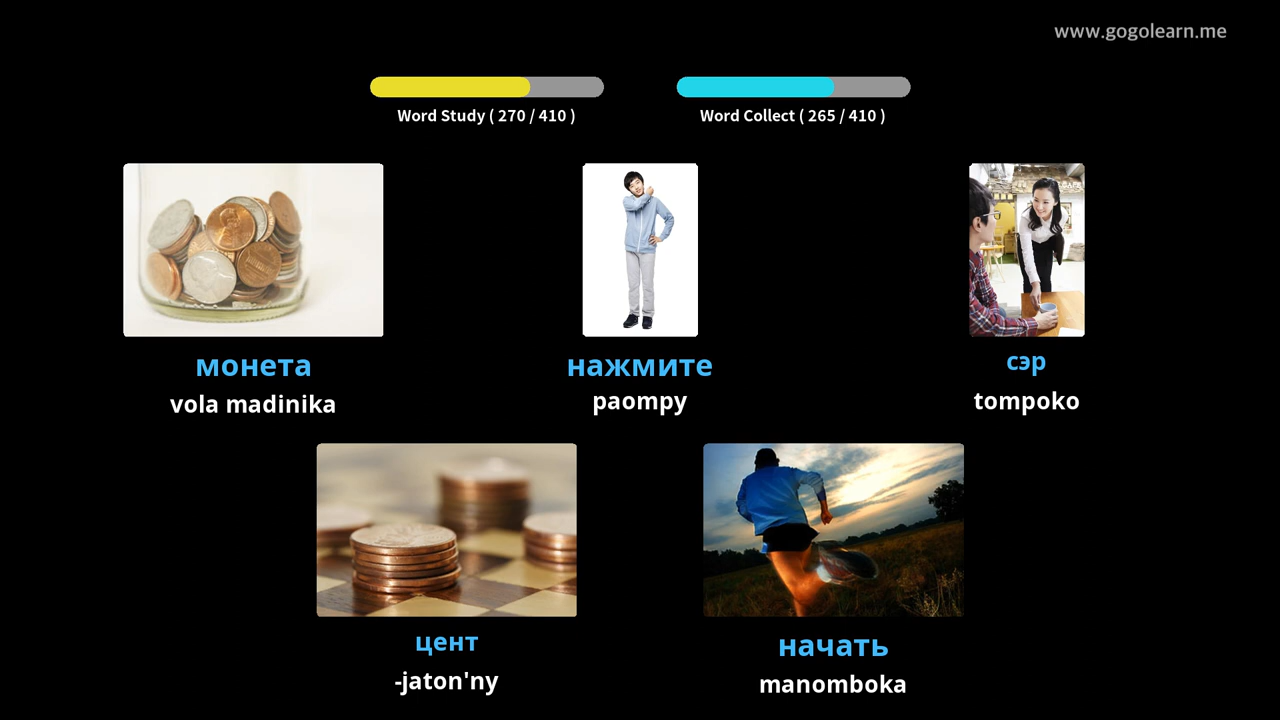 www.gogolearn.me
Word Study ( 270 / 410 )
Word Collect ( 265 / 410 )
монета
vola madinika
нажмите
paompy
сэр
tompoko
цент
-jaton'ny
начать
manomboka